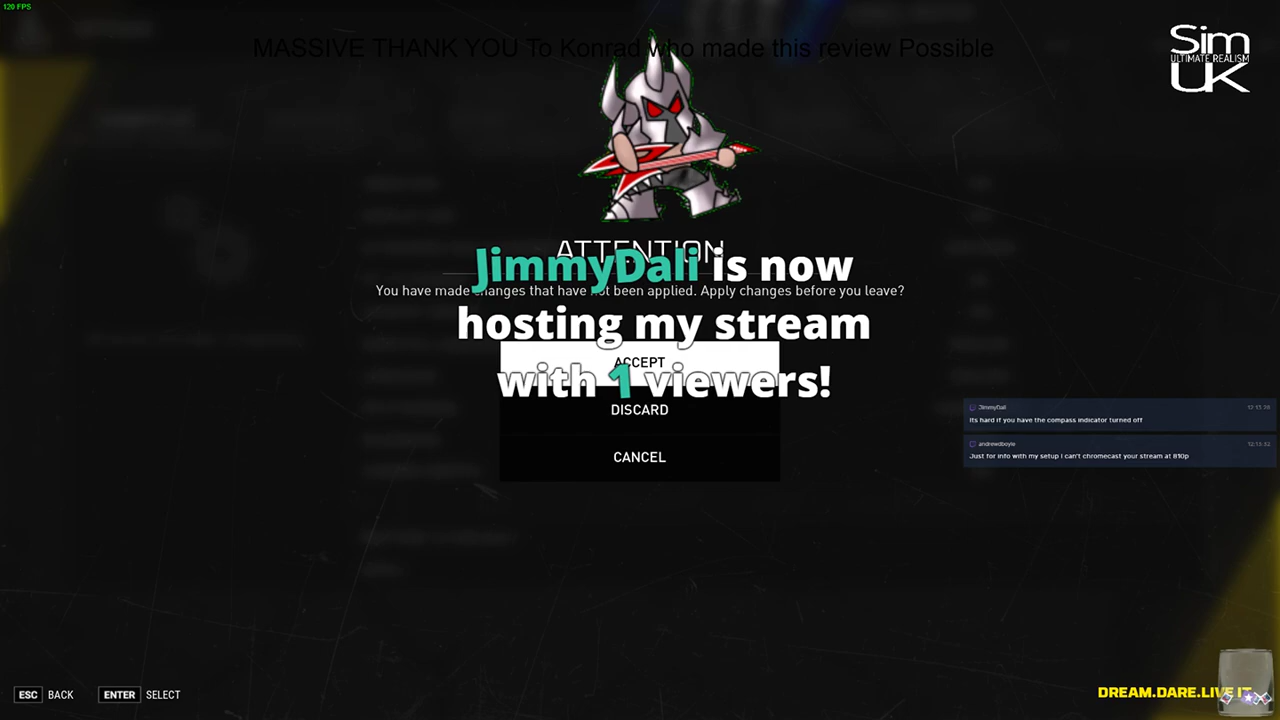 120 FPS
MASSIVE THANK YOU To Konrad who made this review Possible
Sim
ULTIMATE REALISM
UK
ATTENTION
JimmyDali is now
You have made changes that have not been applied. Apply changes before you leave?
hosting my stream
ACCEPT
with 1 viewers!
DISCARD
CANCEL
JimmyDali
Its hard if you have the compass indicator turned off
andrewdboyle
12:13:32
Just for info with my setup I can't chromecast your stream at 810p
ESC BACK ENTER SELECT
DREAM.DARE.LIVE IT.